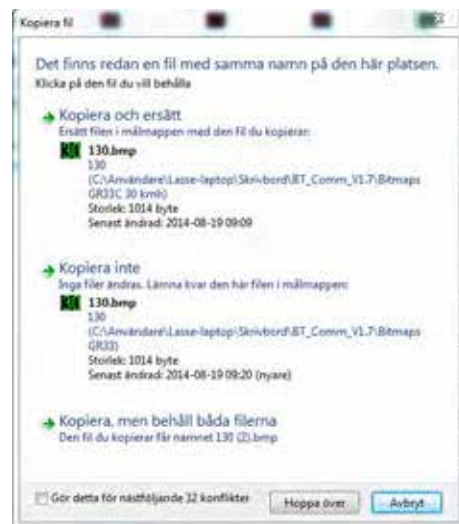 Kopiera fil
Det finns redan en fil med samma namn på den här platsen.
Klicka på den fil du vill behålla
Kopiera och ersätt
Ersätt filen i målmappen med den fil du kopierar:
130.bmp
130
(C:\Användare\Lasse-laptop\Skrivbord\BT_Comm_V1.7\Bitmaps
GR33C 30 kmh)
Storlek: 1014 byte
Senast ändrad: 2014-08-19 09:09
Kopiera inte
Inga filer ändras. Lämna kvar den här filen i målmappen:
130.bmp
130
(C:\Användare\Lasse-laptop\Skrivbord\BT_Comm_V1.7\Bitmaps
GR33)
Storlek: 1014 byte
Senast ändrad: 2014-08-19 09:20 (nyare)
Kopiera, men behåll båda filerna
Den fil du kopierar får namnet 130 (2).bmp
Gör detta för nästföljande 32 konflikter
Hoppa över
Avbryt